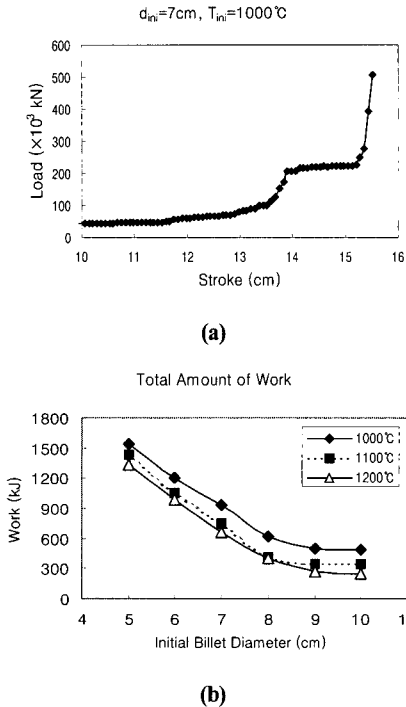 d_ini=7cm, T_ini=1000℃
Load (×10³ kN)
600
500
400
300
200
100
0
10 11 12 13 14 15 16
Stroke (cm)
(a)
Total Amount of Work
Work (kJ)
1800
1500
1200
900
600
300
0
1000℃
1100℃
1200℃
4 5 6 7 8 9 10 1
Initial Billet Diameter (cm)
(b)